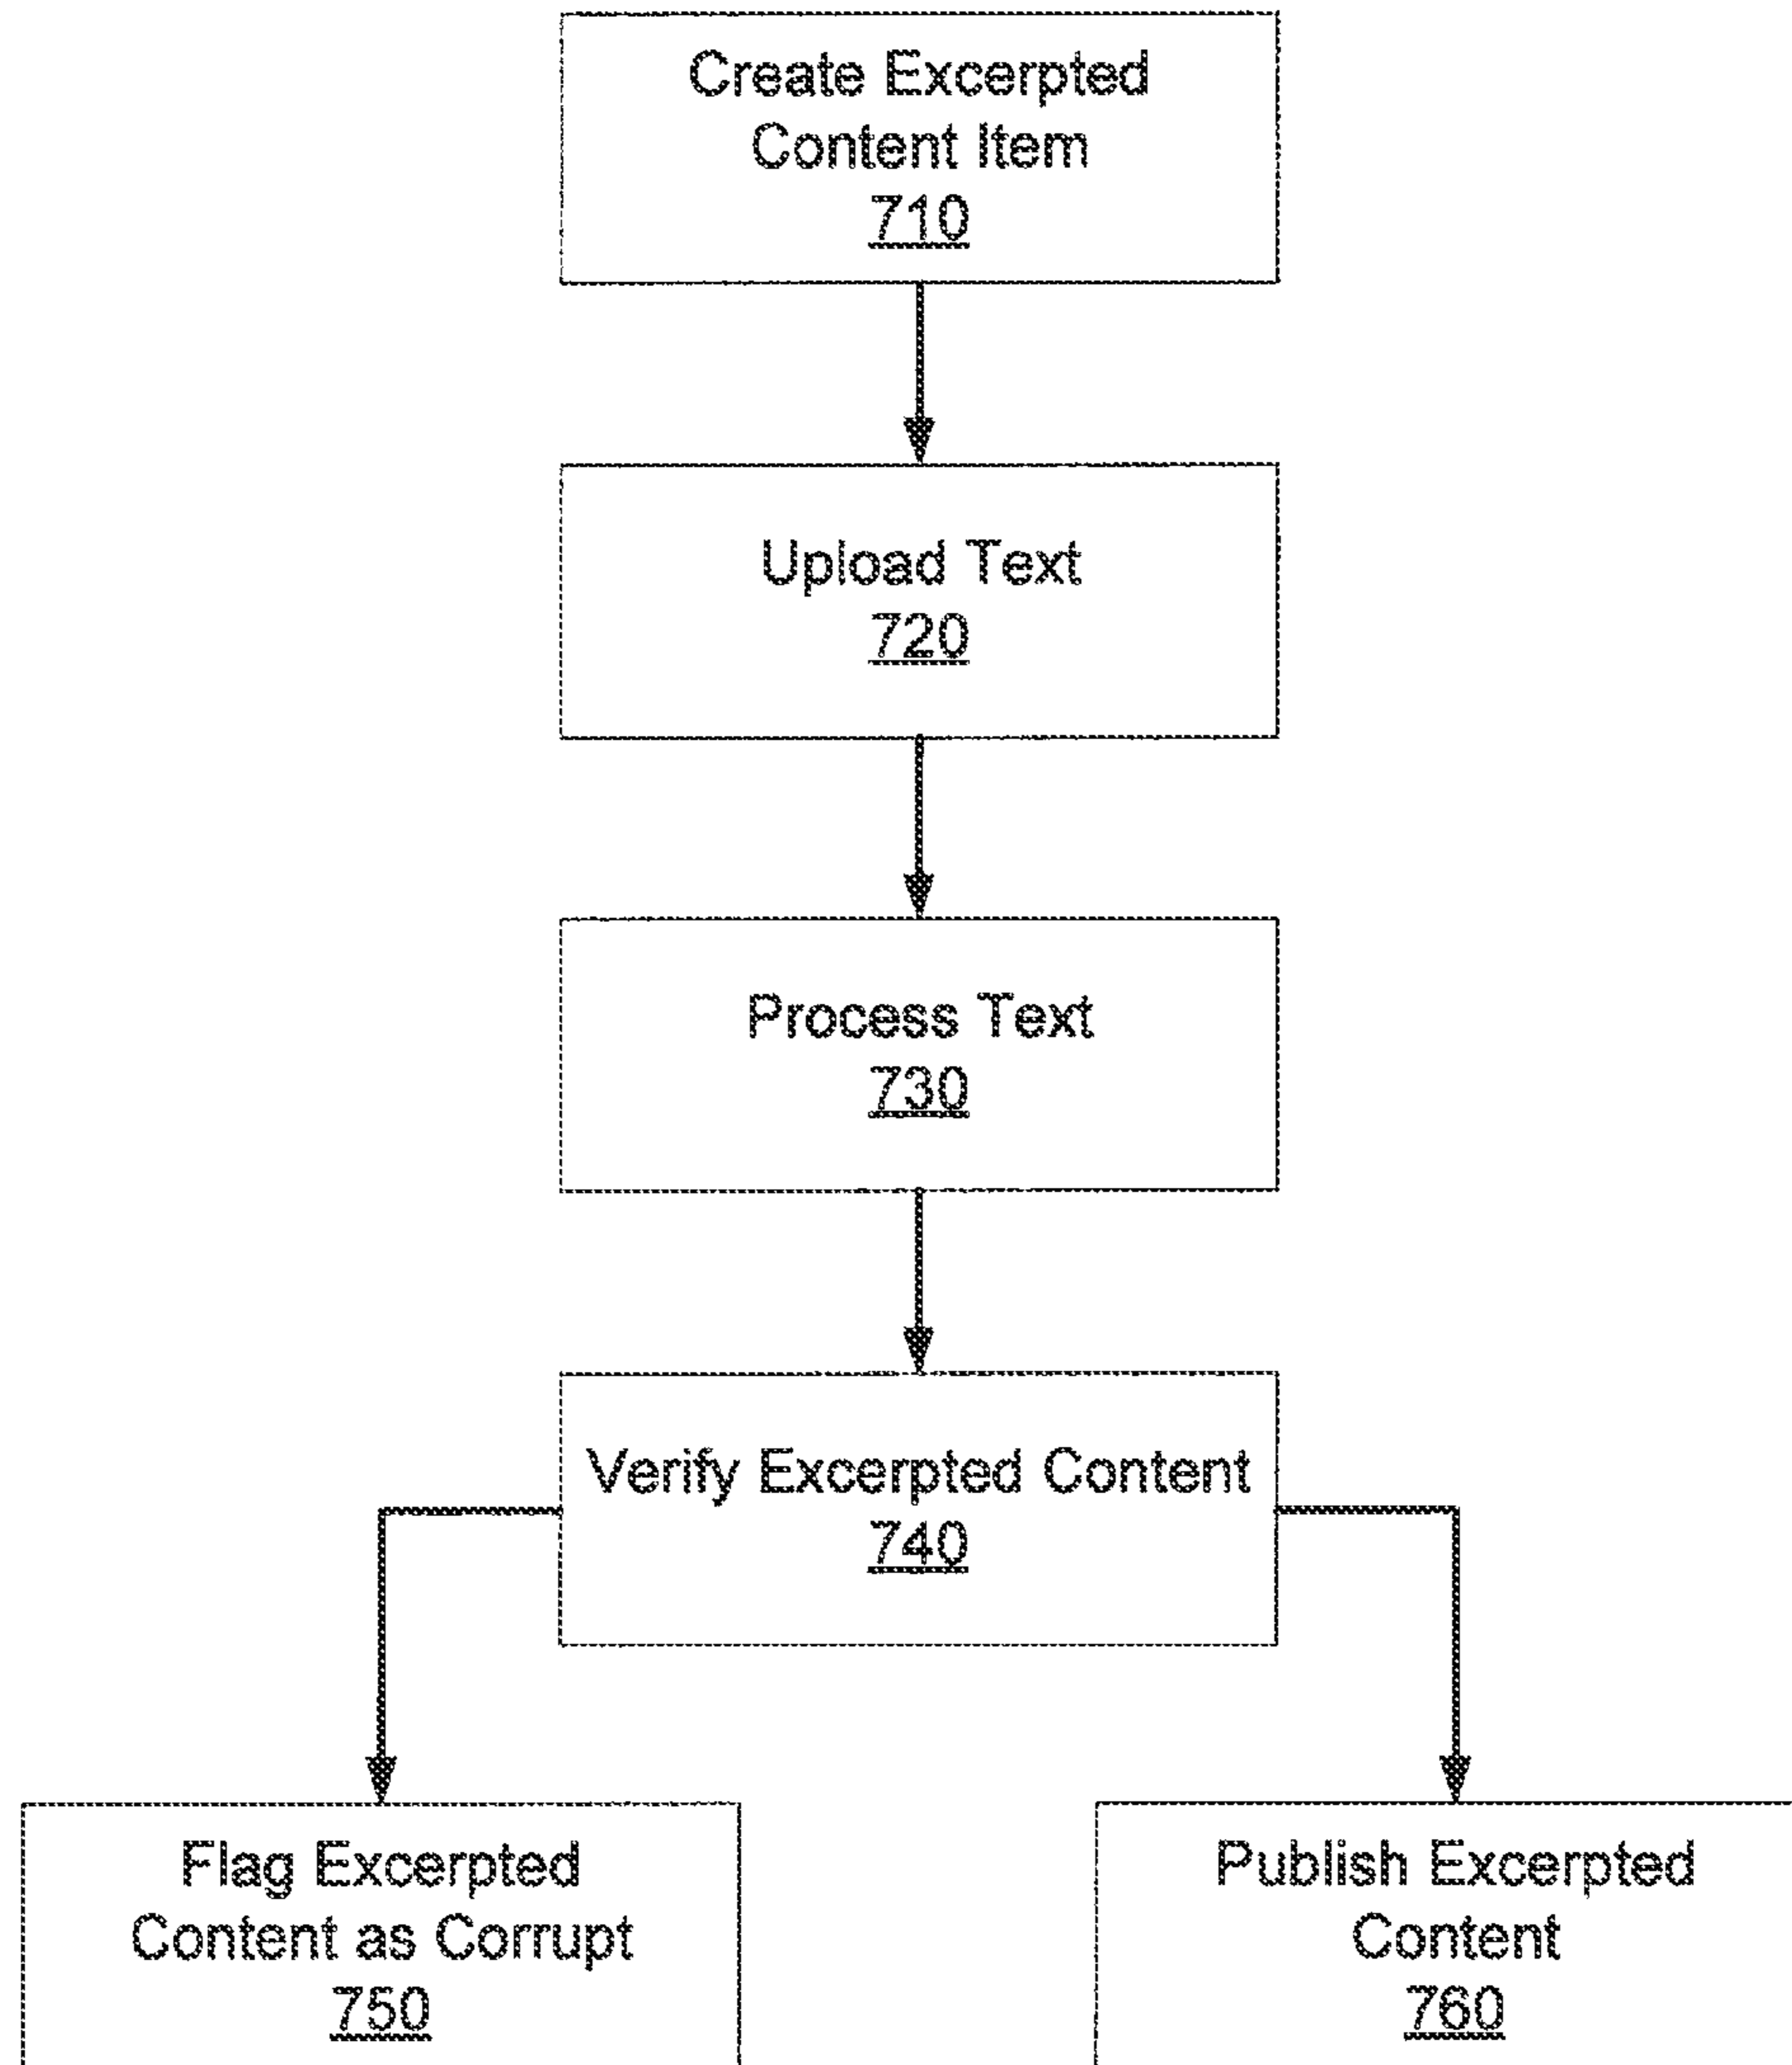 Create Excerpted
Content Item
710
Upload Text
720
Process Text
730
Verify Excerpted Content
740
Flag Excerpted
Content as Corrupt
750
Publish Excerpted
Content
760